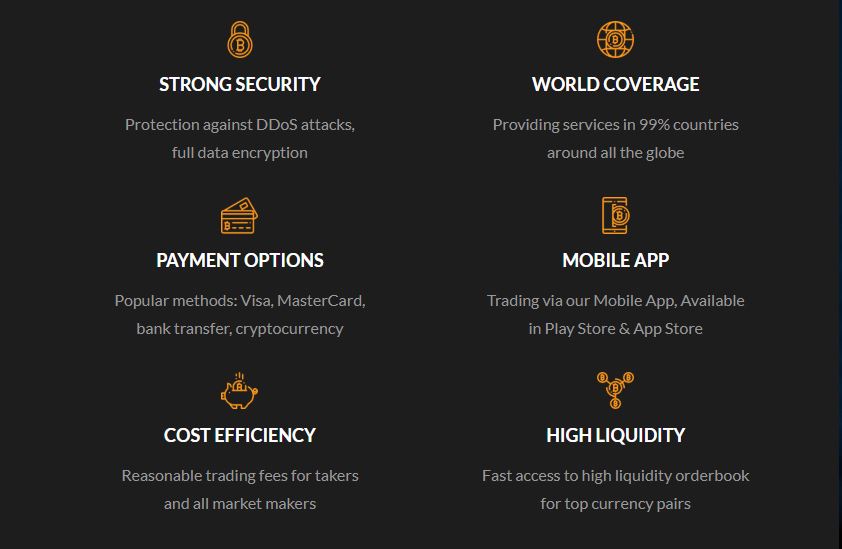 STRONG SECURITY
Protection against DDoS attacks,
full data encryption
WORLD COVERAGE
Providing services in 99% countries
around all the globe
PAYMENT OPTIONS
Popular methods: Visa, MasterCard,
bank transfer, cryptocurrency
MOBILE APP
Trading via our Mobile App, Available
in Play Store & App Store
COST EFFICIENCY
Reasonable trading fees for takers
and all market makers
HIGH LIQUIDITY
Fast access to high liquidity orderbook
for top currency pairs